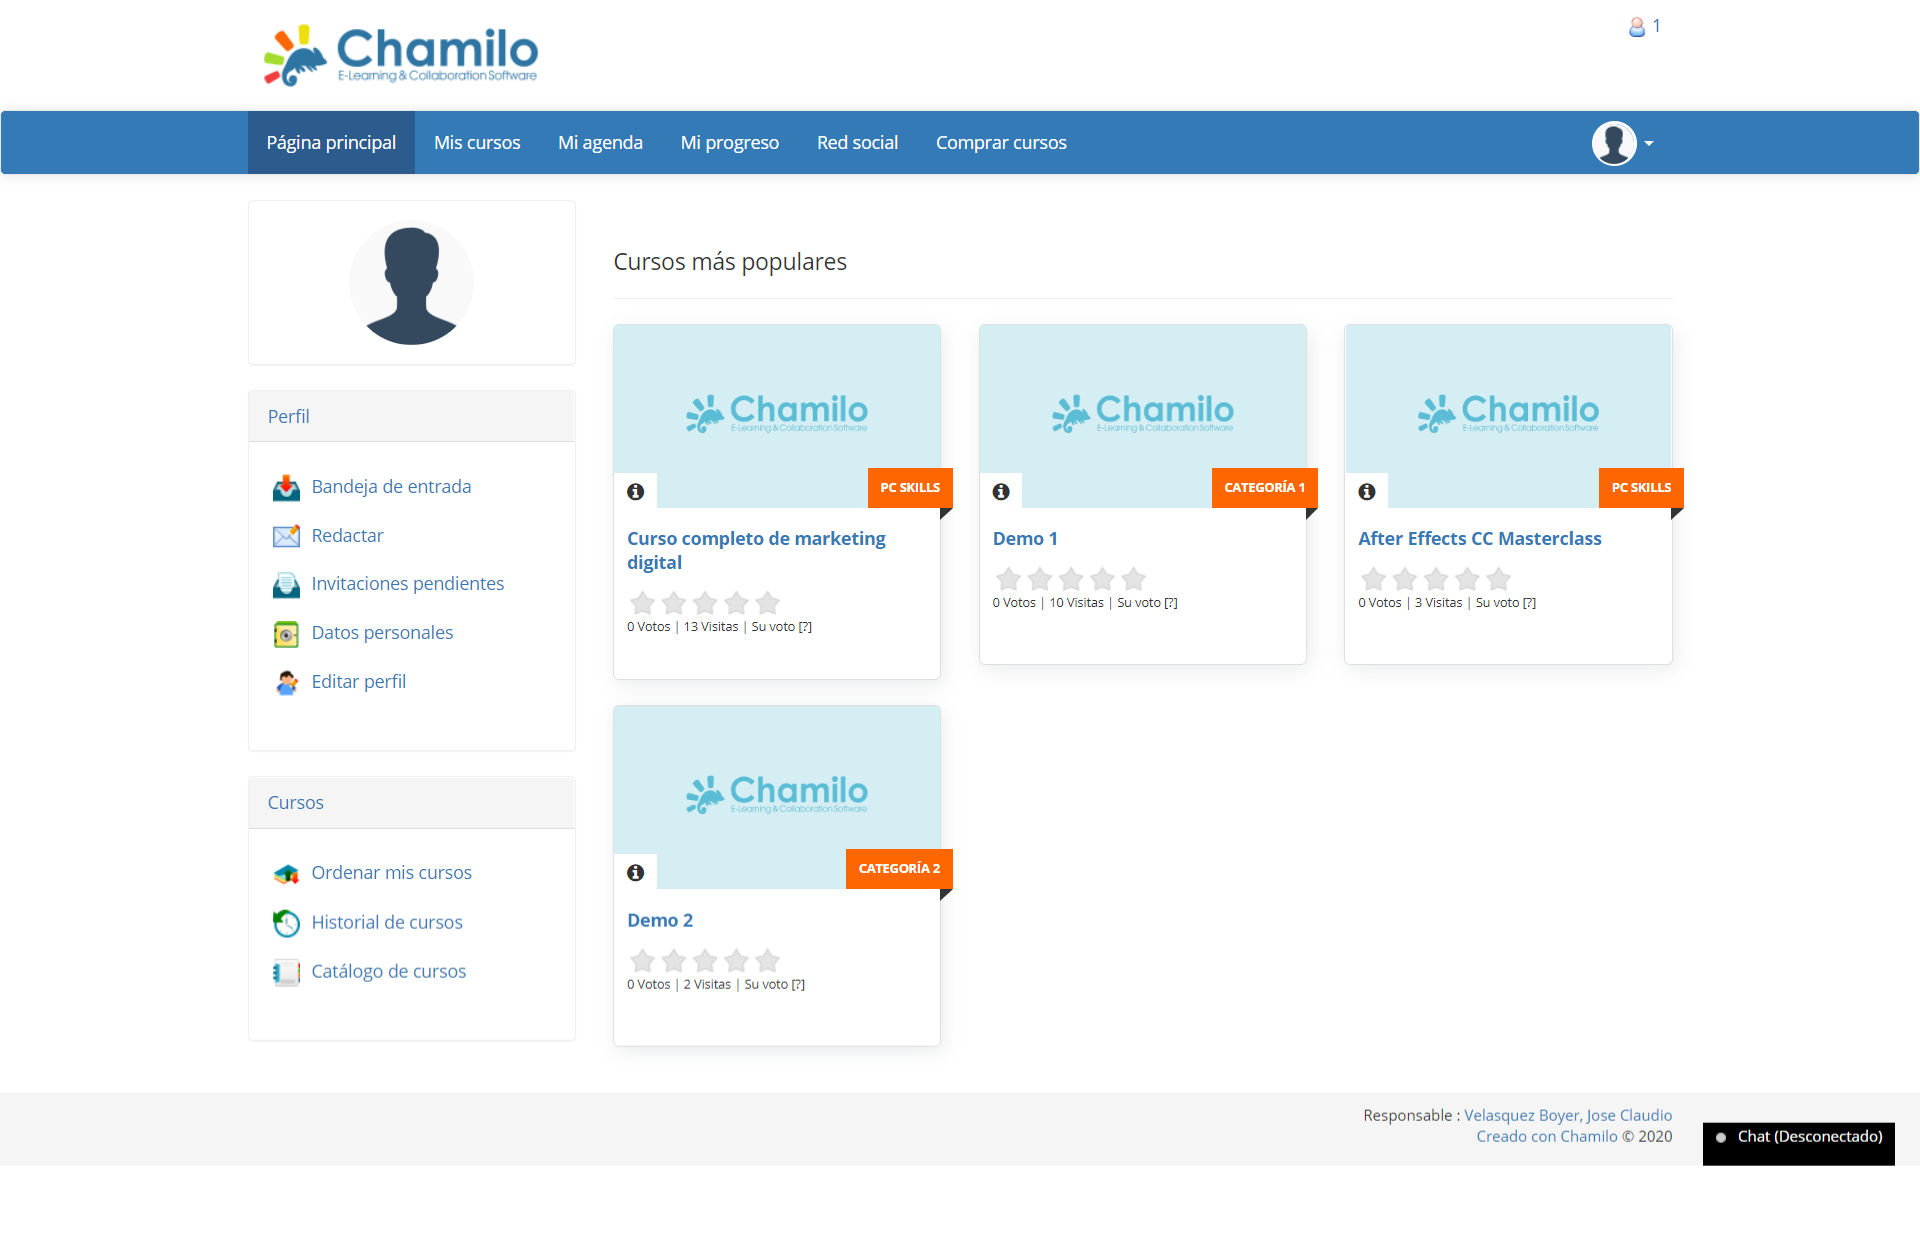 Chamilo
E-Learning & Collaboration Software
1
Página principal
Mis cursos
Mi agenda
Mi progreso
Red social
Comprar cursos
Perfil
Bandeja de entrada
Redactar
Invitaciones pendientes
Datos personales
Editar perfil
Cursos
Ordenar mis cursos
Historial de cursos
Catálogo de cursos
Cursos más populares
Chamilo
E-Learning & Collaboration Software
PC SKILLS
Curso completo de marketing
digital
0 Votos | 13 Visitas | Su voto [?]
Chamilo
E-Learning & Collaboration Software
CATEGORÍA 1
Demo 1
0 Votos | 10 Visitas | Su voto [?]
Chamilo
E-Learning & Collaboration Software
PC SKILLS
After Effects CC Masterclass
0 Votos | 3 Visitas | Su voto [?]
Chamilo
E-Learning & Collaboration Software
CATEGORÍA 2
Demo 2
0 Votos | 2 Visitas | Su voto [?]
Responsable : Velasquez Boyer, Jose Claudio
Creado con Chamilo © 2020
Chat (Desconectado)